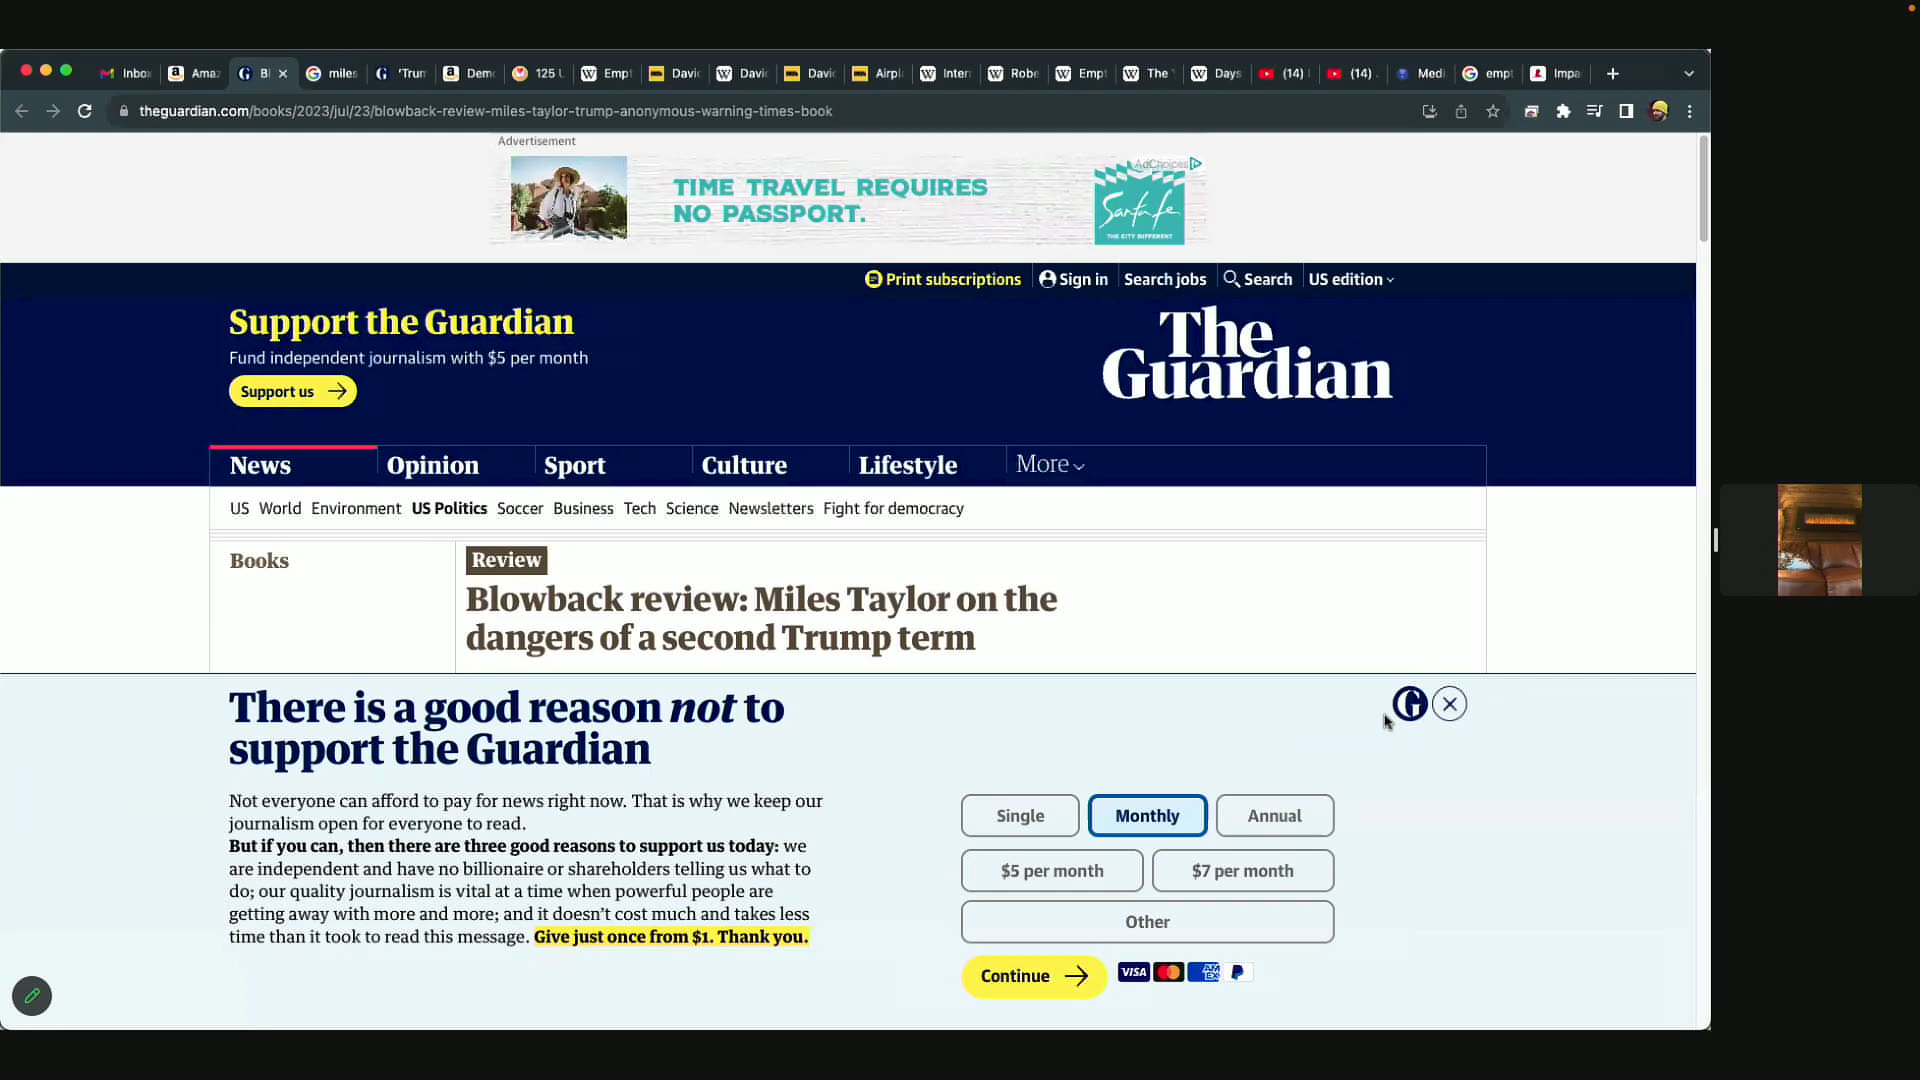 Inbox
Amaz
Bl
miles
'Trum
Dem
125
Empt
Davi
Davi
Davi
Airpl
Inter
Robe
Empt
The
Days
(14)
(14)
Medi
empt
Impa
theguardian.com/books/2023/jul/23/blowback-review-miles-taylor-trump-anonymous-warning-times-book
Advertisement
AdChoices
TIME TRAVEL REQUIRES
NO PASSPORT.
Santa fe
THE CITY DIFFERENT
Print subscriptions
Sign in
Search jobs
Search
US edition
Support the Guardian
Fund independent journalism with $5 per month
Support us
The
Guardian
News Opinion Sport Culture Lifestyle More
US World Environment US Politics Soccer Business Tech Science Newsletters Fight for democracy
Books
Review
Blowback review: Miles Taylor on the
dangers of a second Trump term
There is a good reason not to
support the Guardian
Not everyone can afford to pay for news right now. That is why we keep our
journalism open for everyone to read.
But if you can, then there are three good reasons to support us today: we
are independent and have no billionaire or shareholders telling us what to
do; our quality journalism is vital at a time when powerful people are
getting away with more and more; and it doesn't cost much and takes less
time than it took to read this message. Give just once from $1. Thank you.
G
Single Monthly Annual
$5 per month $7 per month
Other
Continue
VISA
AMEX